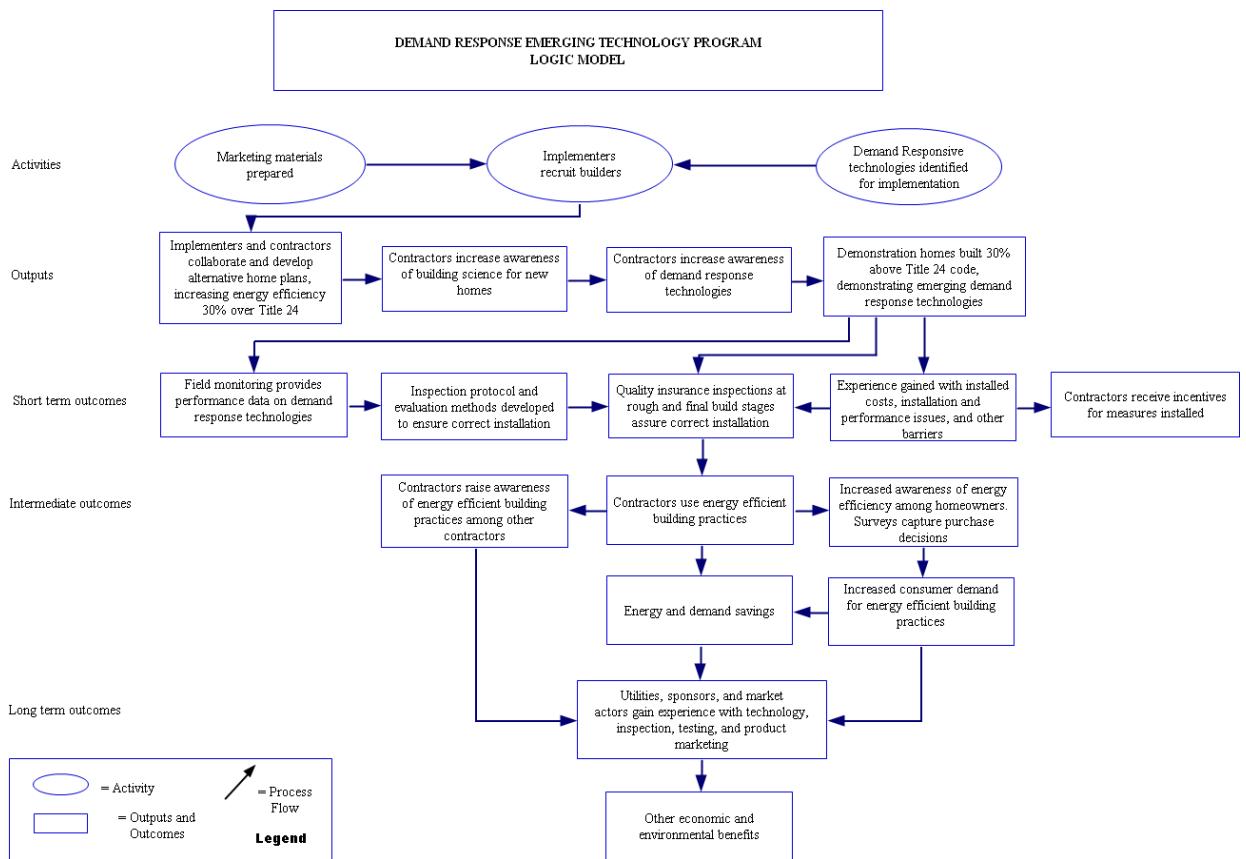 DEMAND RESPONSE EMERGING TECHNOLOGY PROGRAM
LOGIC MODEL
Activities
Marketing materials
prepared
Implementers
recruit builders
Demand Responsive
technologies identified
for implementation
Outputs
Implementers and contractors
collaborate and develop
alternative home plans,
increasing energy efficiency
30% over Title 24
Contractors increase awareness
of building science for new
homes
Contractors increase awareness
of demand response
technologies
Demonstration homes built 30%
above Title 24 code,
demonstrating emerging demand
response technologies
Short term outcomes
Field monitoring provides
performance data on demand
response technologies
Inspection protocol and
evaluation methods developed
to ensure correct installation
Quality insurance inspections at
rough and final build stages
assure correct installation
Experience gained with installed
costs, installation and
performance issues, and other
barriers
Contractors receive incentives
for measures installed
Intermediate outcomes
Contractors raise awareness
of energy efficient building
practices among other
contractors
Contractors use energy efficient
building practices
Increased awareness of energy
efficiency among homeowners.
Surveys capture purchase
decisions
Energy and demand savings
Increased consumer demand
for energy efficient building
practices
Long term outcomes
Utilities, sponsors, and market
actors gain experience with technology,
inspection, testing, and product
marketing
Other economic and
environmental benefits
= Activity
= Process
Flow
= Outputs and
Outcomes
Legend